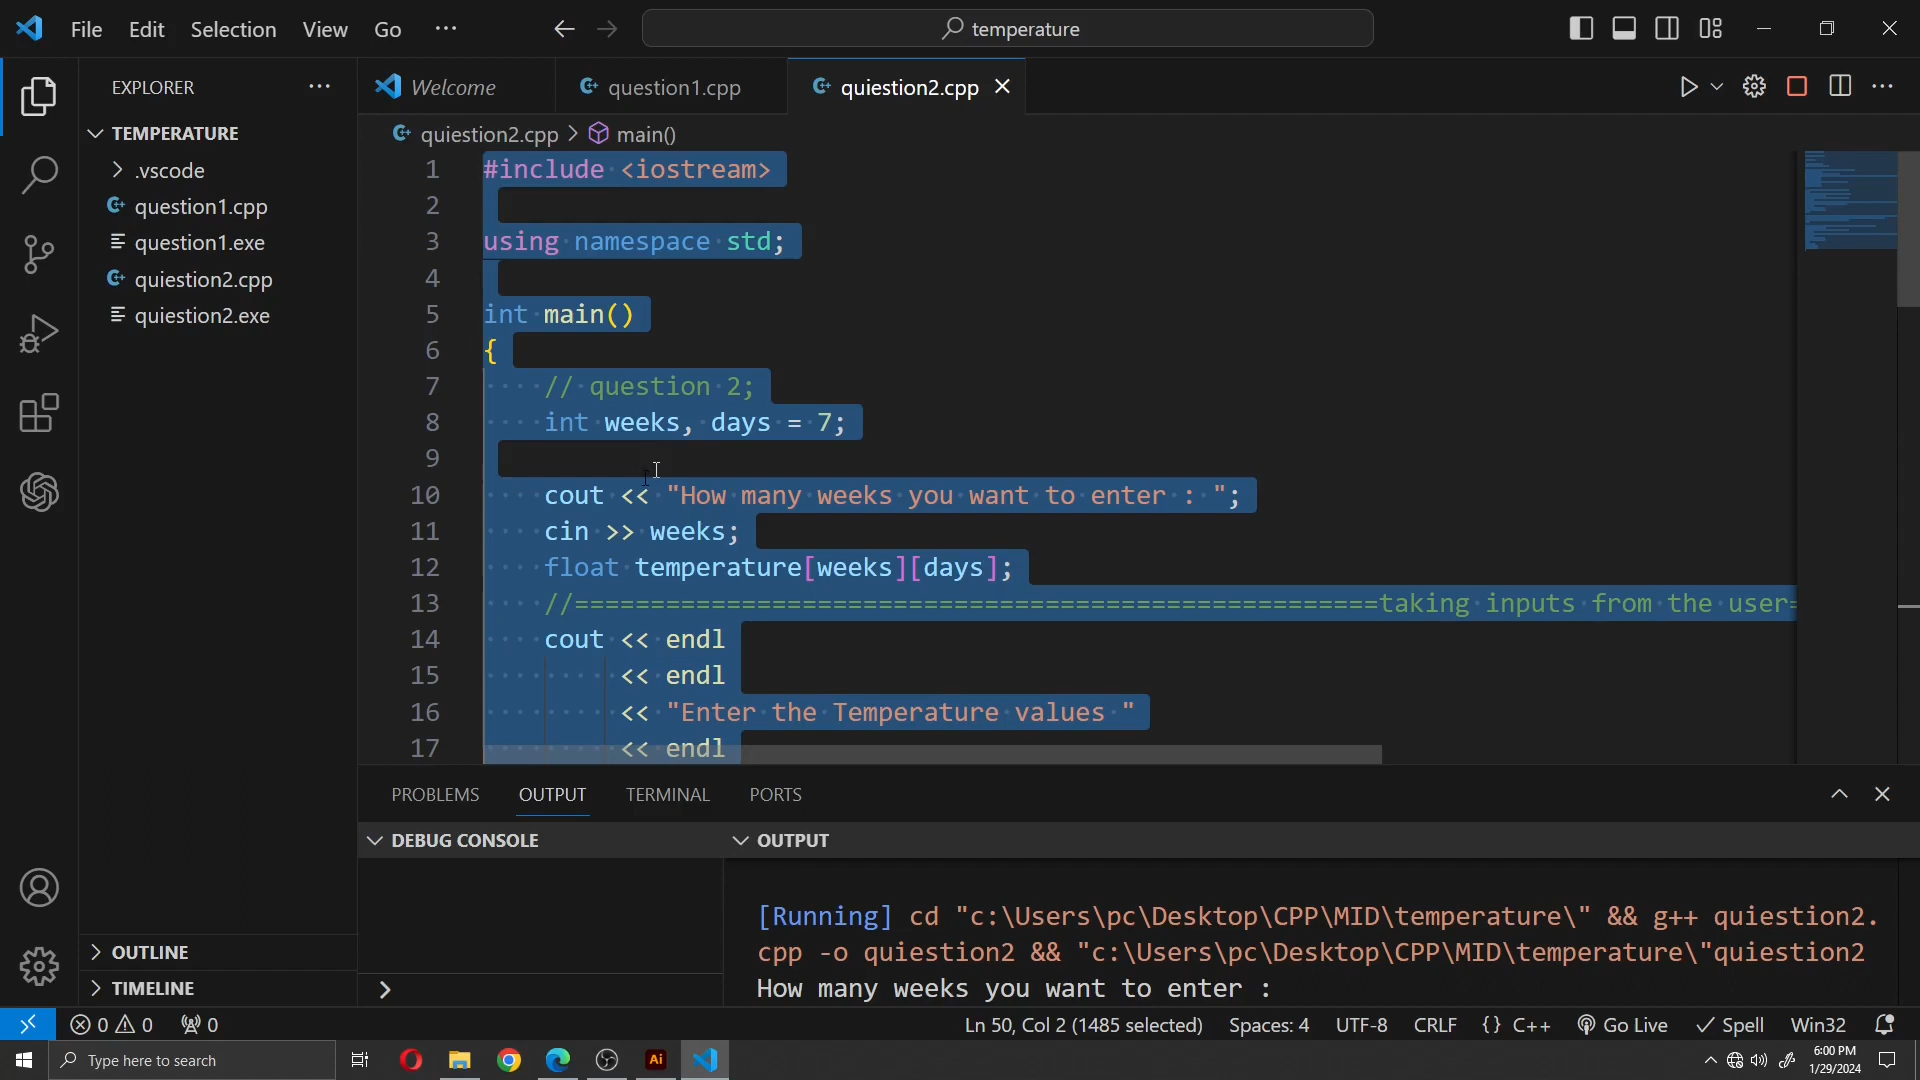 File Edit Selection View Go ··· temperature
EXPLORER ··· Welcome question1.cpp quiestion2.cpp ···
TEMPERATURE
.vscode
question1.cpp
question1.exe
quiestion2.cpp
quiestion2.exe
OUTLINE
TIMELINE
quiestion2.cpp > main()
1 #include <iostream>
2
3 using namespace std;
4
5 int main()
6 {
7 // question 2;
8 int weeks, days = 7;
9
10 cout << "How many weeks you want to enter : ";
11 cin >> weeks;
12 float temperature[weeks][days];
13 //=====================================================taking inputs from the user=
14 cout << endl
15 << endl
16 << "Enter the Temperature values "
17 << endl
PROBLEMS OUTPUT TERMINAL PORTS
DEBUG CONSOLE
OUTPUT
[Running] cd "c:\Users\pc\Desktop\CPP\MID\temperature\" && g++ quiestion2.
cpp -o quiestion2 && "c:\Users\pc\Desktop\CPP\MID\temperature\"quiestion2
How many weeks you want to enter :
0 0 0 Ln 50, Col 2 (1485 selected) Spaces: 4 UTF-8 CRLF {} C++ Go Live Spell Win32
Type here to search Ai 6:00 PM
1/29/2024